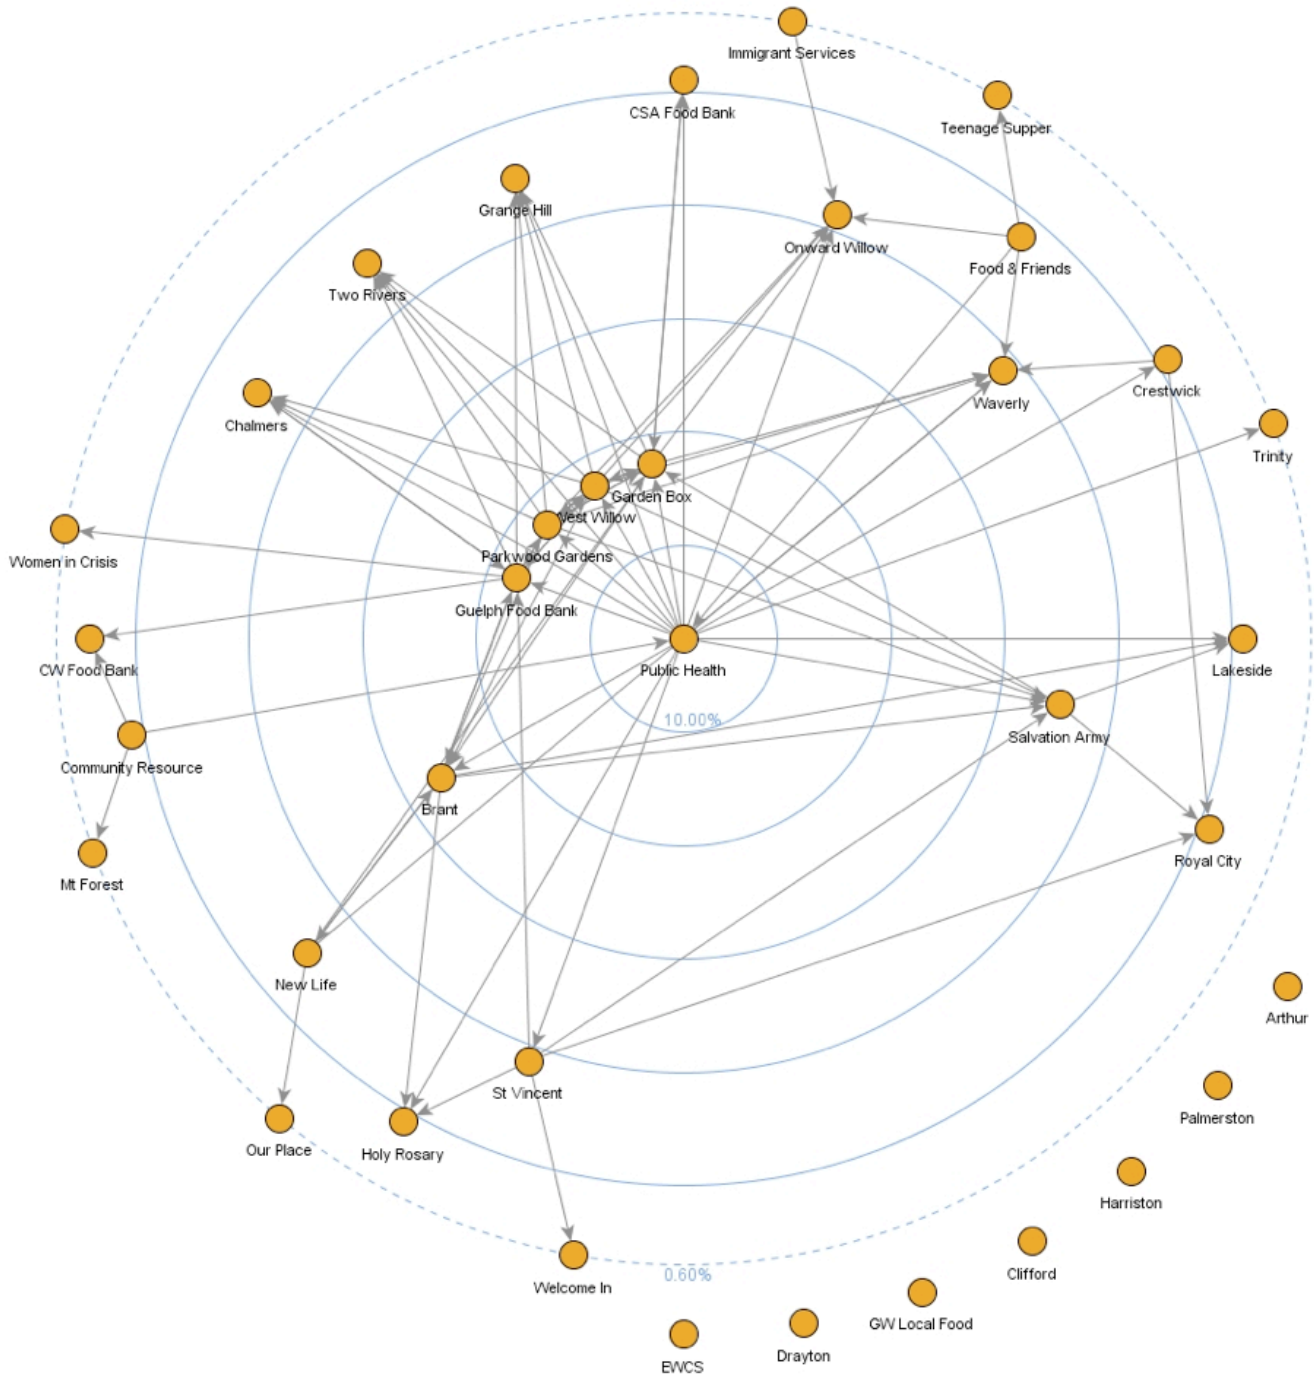 Immigrant Services
CSA Food Bank
Teenage Supper
Grange Hill
Onward Willow
Food & Friends
Two Rivers
Crestwick
Waverly
Chalmers
Trinity
Garden Box
West Willow
Parkwood Gardens
Women in Crisis
Guelph Food Bank
CW Food Bank
Public Health
Lakeside
10.00%
Salvation Army
Community Resource
Brant
Royal City
Mt Forest
New Life
Arthur
St Vincent
Palmerston
Our Place
Holy Rosary
Harriston
Clifford
0.60%
Welcome In
GW Local Food
Drayton
EWCS